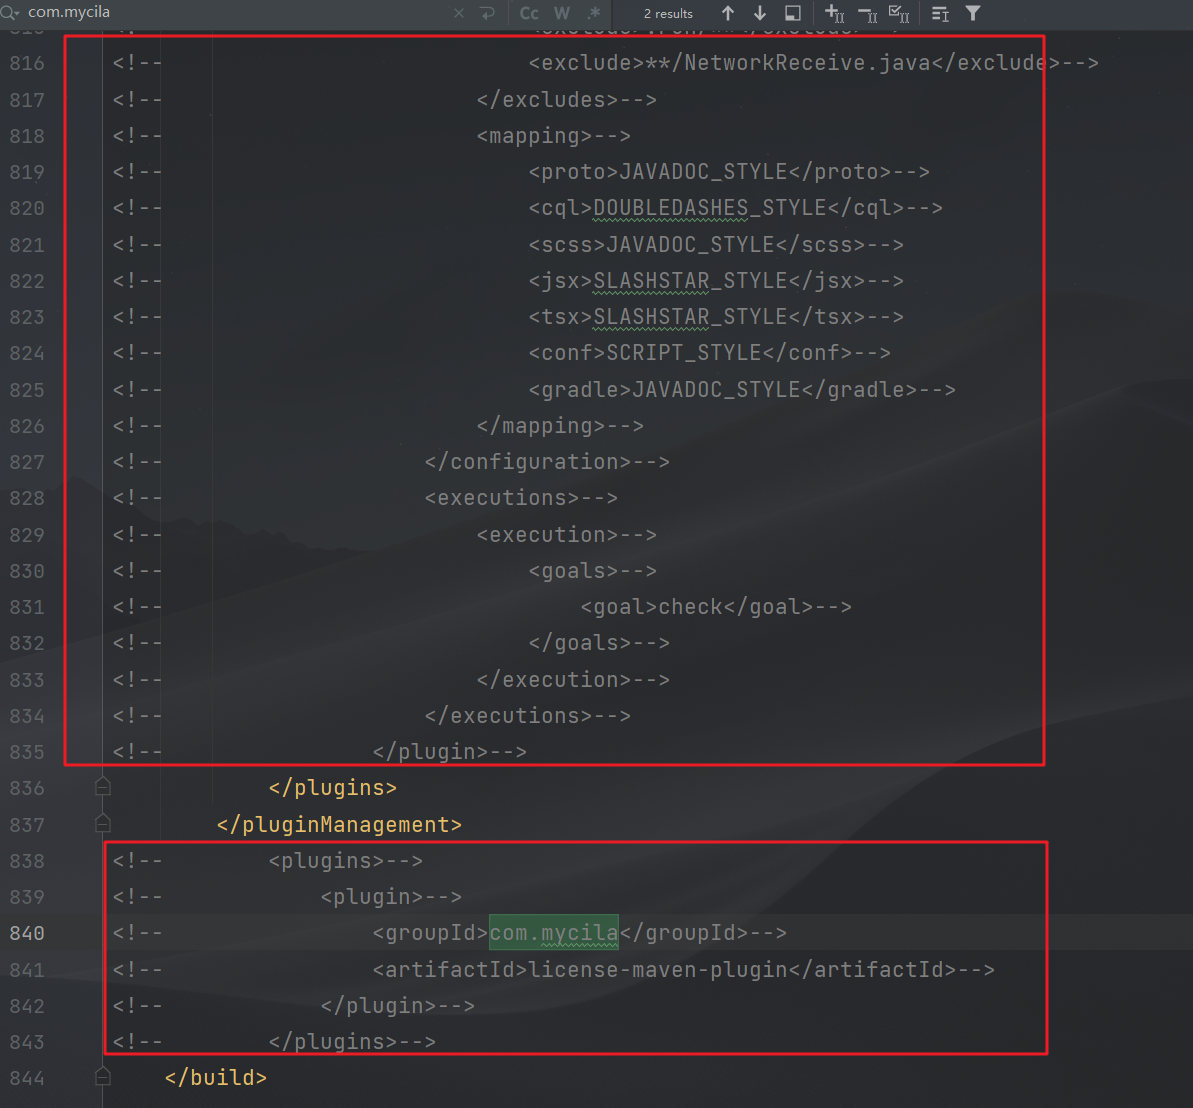 com.mycila Cc W .* 2 results
816 <!-- <exclude>**/NetworkReceive.java</exclude>-->
817 <!-- </excludes>-->
818 <!-- <mapping>-->
819 <!-- <proto>JAVADOC_STYLE</proto>-->
820 <!-- <cql>DOUBLEDASHES_STYLE</cql>-->
821 <!-- <scss>JAVADOC_STYLE</scss>-->
822 <!-- <jsx>SLASHSTAR_STYLE</jsx>-->
823 <!-- <tsx>SLASHSTAR_STYLE</tsx>-->
824 <!-- <conf>SCRIPT_STYLE</conf>-->
825 <!-- <gradle>JAVADOC_STYLE</gradle>-->
826 <!-- </mapping>-->
827 <!-- </configuration>-->
828 <!-- <executions>-->
829 <!-- <execution>-->
830 <!-- <goals>-->
831 <!-- <goal>check</goal>-->
832 <!-- </goals>-->
833 <!-- </execution>-->
834 <!-- </executions>-->
835 <!-- </plugin>-->
836 </plugins>
837 </pluginManagement>
838 <!-- <plugins>-->
839 <!-- <plugin>-->
840 <!-- <groupId>com.mycila</groupId>-->
841 <!-- <artifactId>license-maven-plugin</artifactId>-->
842 <!-- </plugin>-->
843 <!-- </plugins>-->
844 </build>